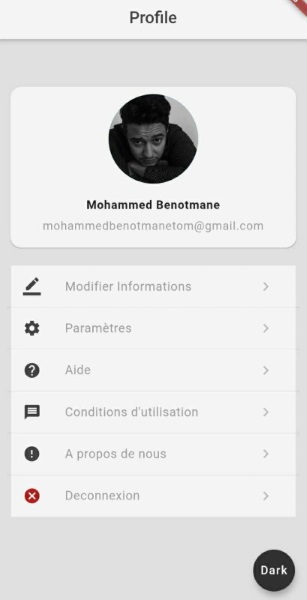 Profile
Mohammed Benotmane
mohammedbenotmanetom@gmail.com
Modifier Informations
Paramètres
Aide
Conditions d'utilisation
A propos de nous
Deconnexion
Dark